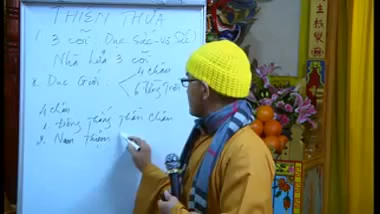 THIÊN THỪA
1 3 cõi Dục Sắc - vô Sắc)
Nhà Lửa 3 cõi
2. Dục Giới: 4 châu
6 tầng Trời
4 châu
1. Đông Thắng Thần Châu
2. Nam Thiệm